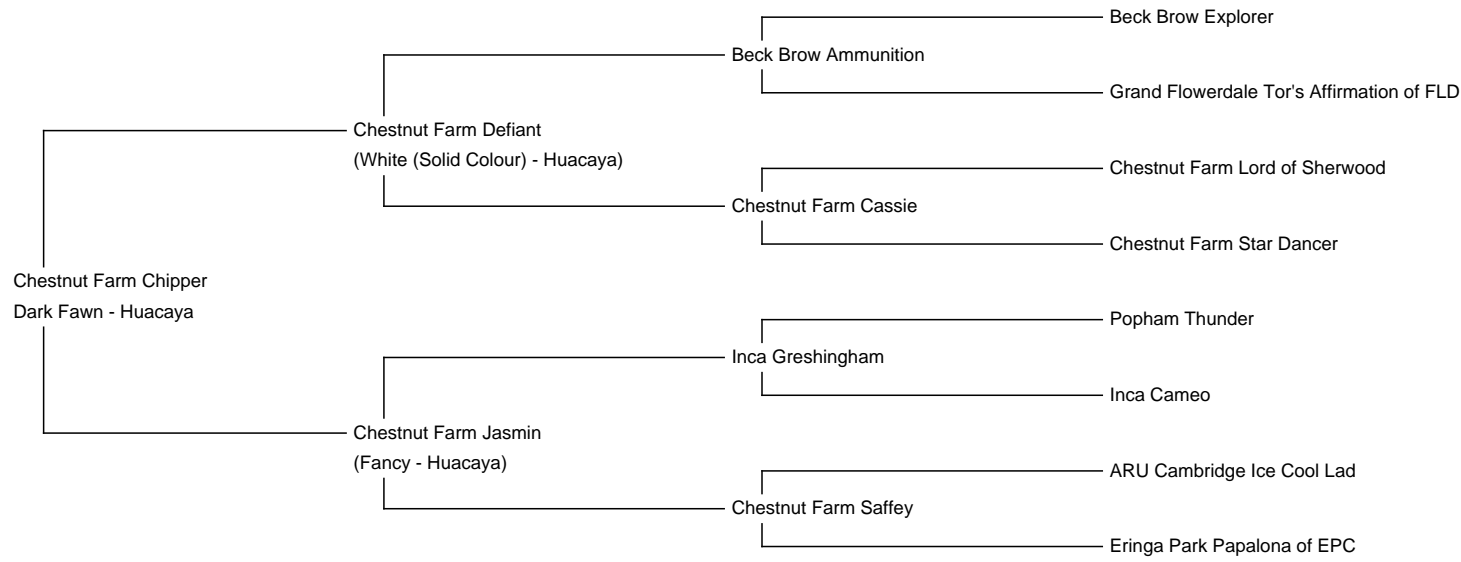 Beck Brow Explorer
Beck Brow Ammunition
Grand Flowerdale Tor's Affirmation of FLD
Chestnut Farm Defiant
(White (Solid Colour) - Huacaya)
Chestnut Farm Lord of Sherwood
Chestnut Farm Cassie
Chestnut Farm Star Dancer
Chestnut Farm Chipper
Dark Fawn - Huacaya
Popham Thunder
Inca Greshingham
Inca Cameo
Chestnut Farm Jasmin
(Fancy - Huacaya)
ARU Cambridge Ice Cool Lad
Chestnut Farm Saffey
Eringa Park Papalona of EPC